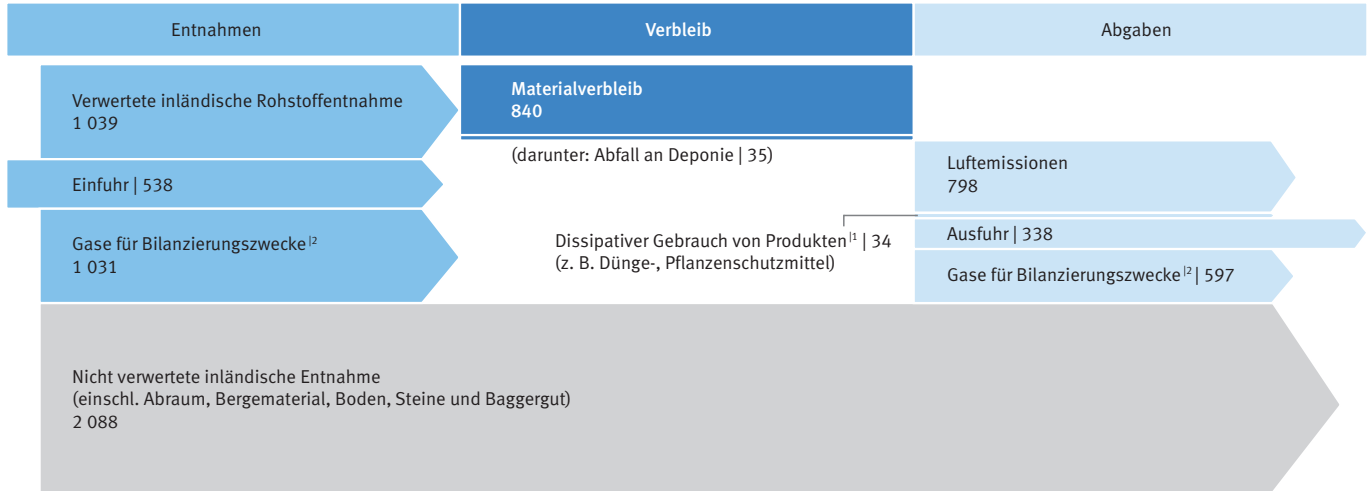 Entnahmen
Verbleib
Abgaben
Verwertete inländische Rohstoffentnahme
1 039
Einfuhr | 538
Gase für Bilanzierungszwecke |2
1 031
Materialverbleib
840
(darunter: Abfall an Deponie | 35)
Dissipativer Gebrauch von Produkten|1 | 34
(z. B. Dünge-, Pflanzenschutzmittel)
Luftemissionen
798
Ausfuhr | 338
Gase für Bilanzierungszwecke|2 | 597
Nicht verwertete inländische Entnahme
(einschl. Abraum, Bergematerial, Boden, Steine und Baggergut)
2 088